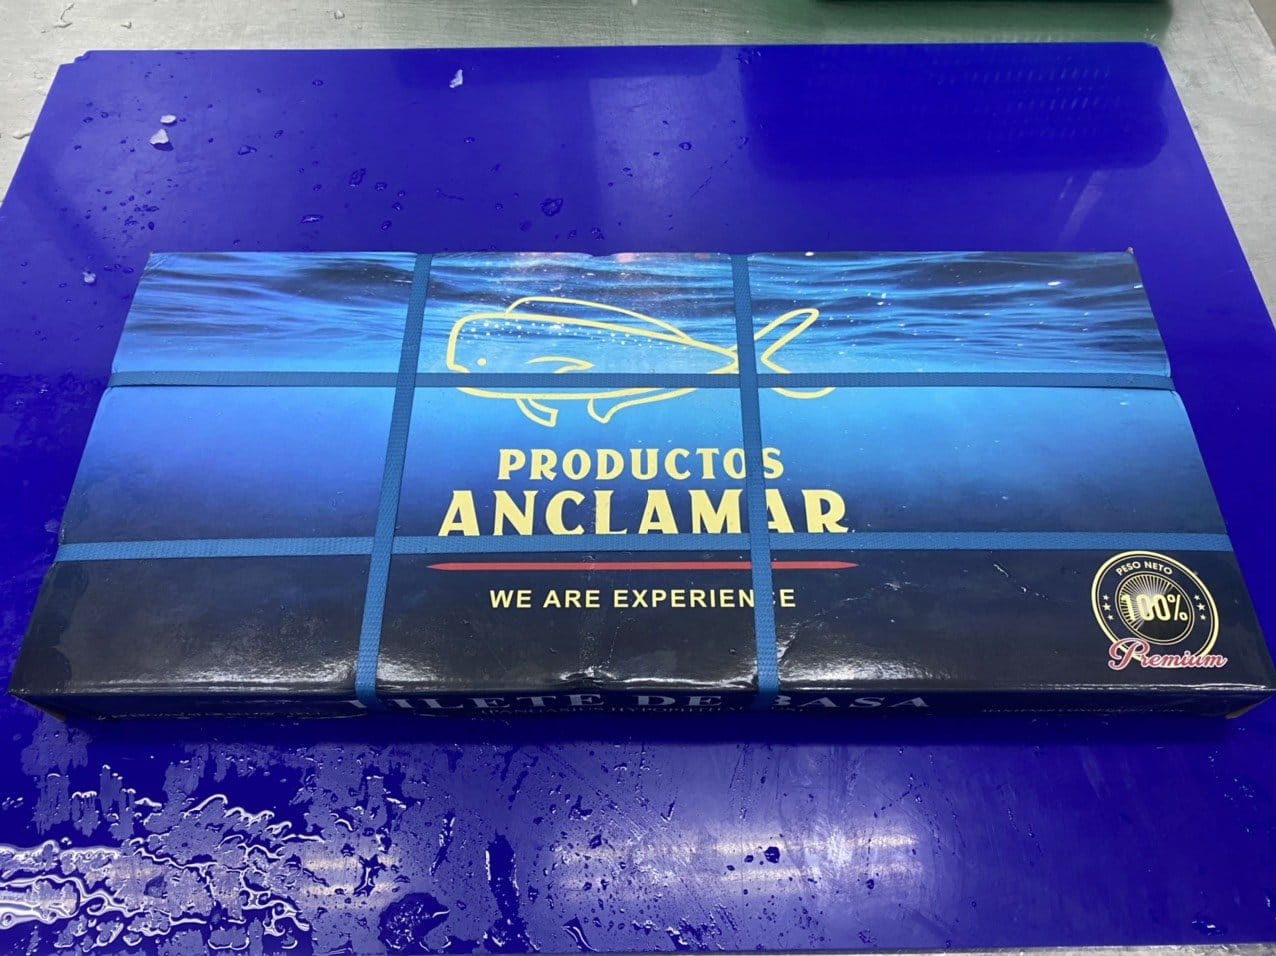 PRODUCTOS
ANCLAMAR
WE ARE EXPERIENCE
PESO NETO
100%
Premium
FILETE DE BASA